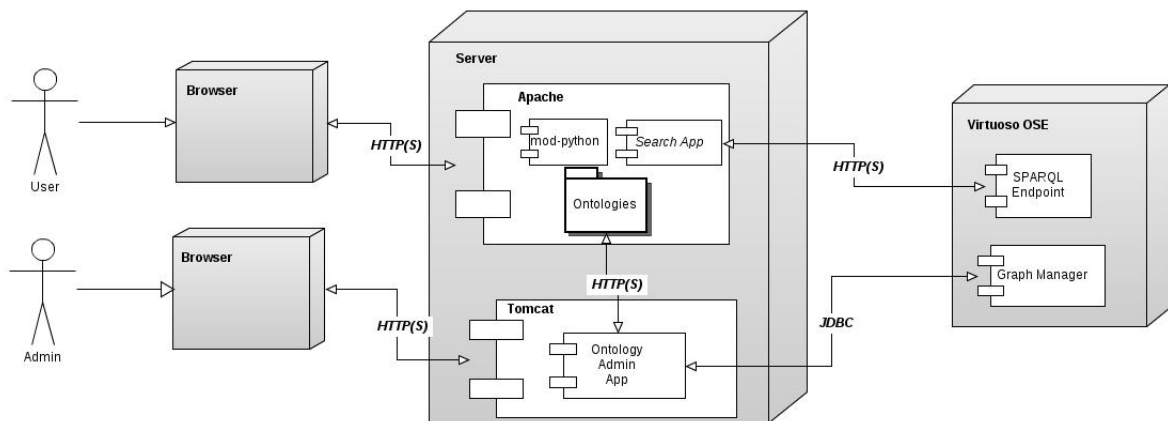 Server
Browser
Apache
Virtuoso OSE
mod-python
Search App
HTTP(S)
HTTP(S)
SPARQL
Endpoint
User
Ontologies
Browser
Graph Manager
HTTP(S)
Tomcat
HTTP(S)
JDBC
Ontology
Admin
App
Admin